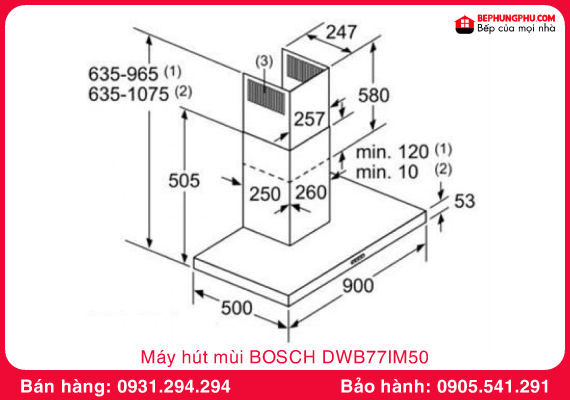 BEPHUNGPHU.COM
Bếp của mọi nhà
247
(3)
635-965 (1)
635-1075 (2)
580
257
min. 120 (1)
min. 10 (2)
505
250
260
53
500
900
Máy hút mùi BOSCH DWB77IM50
Bán hàng: 0931.294.294
Bảo hành: 0905.541.291